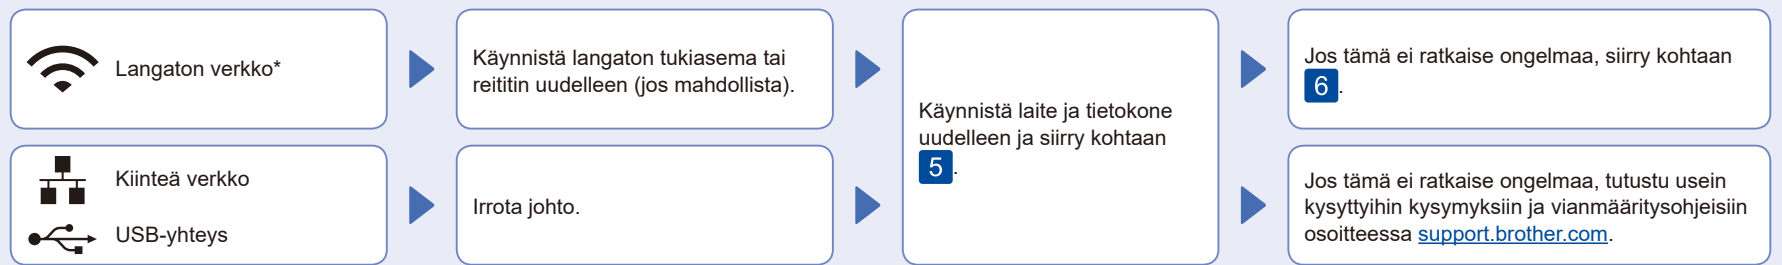 Langaton verkko*
Käynnistä langaton tukiasema tai
reititin uudelleen (jos mahdollista).
Kiinteä verkko
USB-yhteys
Irrota johto.
Käynnistä laite ja tietokone
uudelleen ja siirry kohtaan
5.
Jos tämä ei ratkaise ongelmaa, siirry kohtaan
6.
Jos tämä ei ratkaise ongelmaa, tutustu usein
kysyttyihin kysymyksiin ja vianmääritysohjeisiin
osoitteessa support.brother.com.